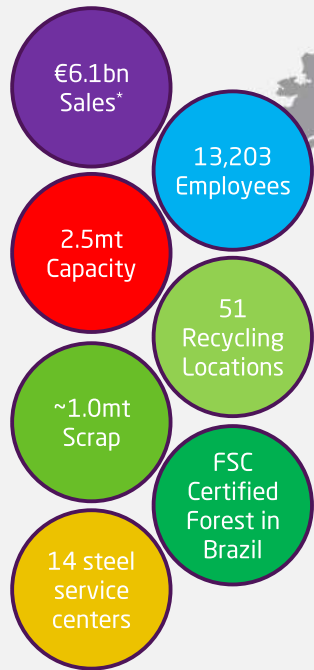 €6.1bn
Sales*
13,203
Employees
2.5mt
Capacity
51
Recycling
Locations
~1.0mt
Scrap
FSC
Certified
Forest in
Brazil
14 steel
service
centers